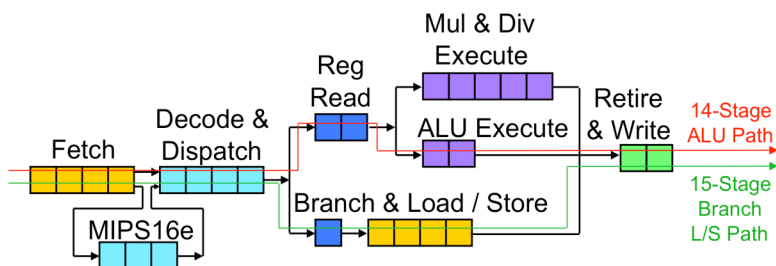 Mul & Div
Execute
Reg
Read
Decode &
Dispatch
Retire
& Write
14-Stage
ALU Path
Fetch
ALU Execute
15-Stage
Branch
L/S Path
Branch & Load / Store
MIPS16e